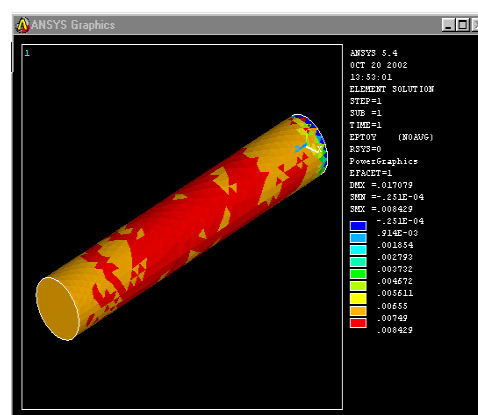 ANSYS Graphics
1
ANSYS 5.4
OCT 20 2002
13:53:01
ELEMENT SOLUTION
STEP=1
SUB =1
TIME=1
EPTOY (NOAUG)
RSYS=0
PowerGraphics
EFACET=1
DMX =.017079
SMN =-.251E-04
SMX =.008429
-.251E-04
.914E-03
.001854
.002793
.003732
.004672
.005611
.00655
.00749
.008429